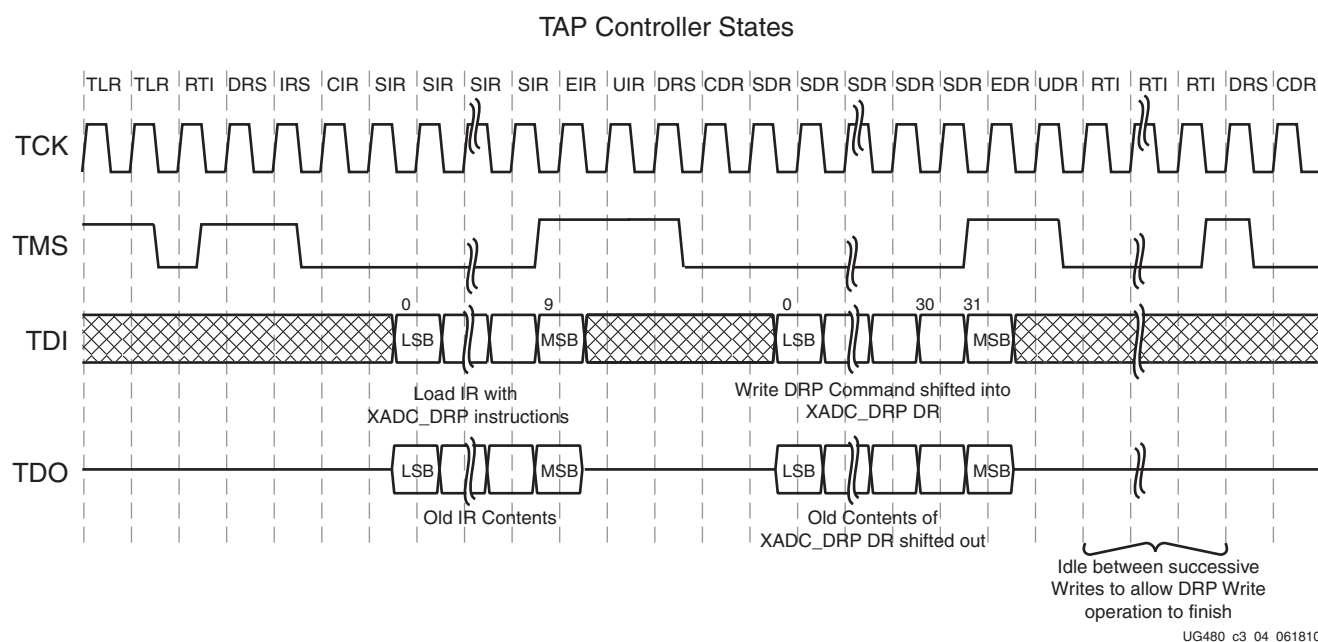 TAP Controller States
TLR TLR RTI DRS IRS CIR SIR SIR SIR SIR EIR UIR DRS CDR SDR SDR SDR SDR SDR EDR UDR RTI RTI RTI DRS CDR
TCK
TMS
0 9 0 30 31
TDI LSB MSB LSB MSB
Load IR with
XADC_DRP instructions
Write DRP Command shifted into
XADC_DRP DR
TDO LSB MSB LSB MSB
Old IR Contents
Old Contents of
XADC_DRP DR shifted out
Idle between successive
Writes to allow DRP Write
operation to finish
UG480_c3_04_061810